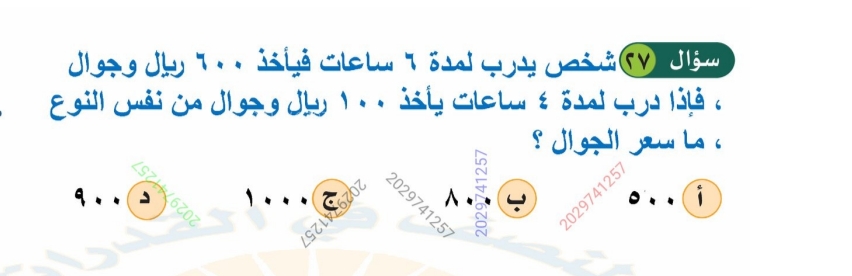 سؤال ٢٧ شخص يدرب لمدة ٦ ساعات فيأخذ ٦٠٠ ريال وجوال
، فإذا درب لمدة ٤ ساعات يأخذ ١٠٠ ريال وجوال من نفس النوع
، ما سعر الجوال ؟
أ ٥٠٠ ب ٨٠٠ ج ١٠٠٠ د ٩٠٠
2029741257
2029741257
2029741257
2029741257
2029741257